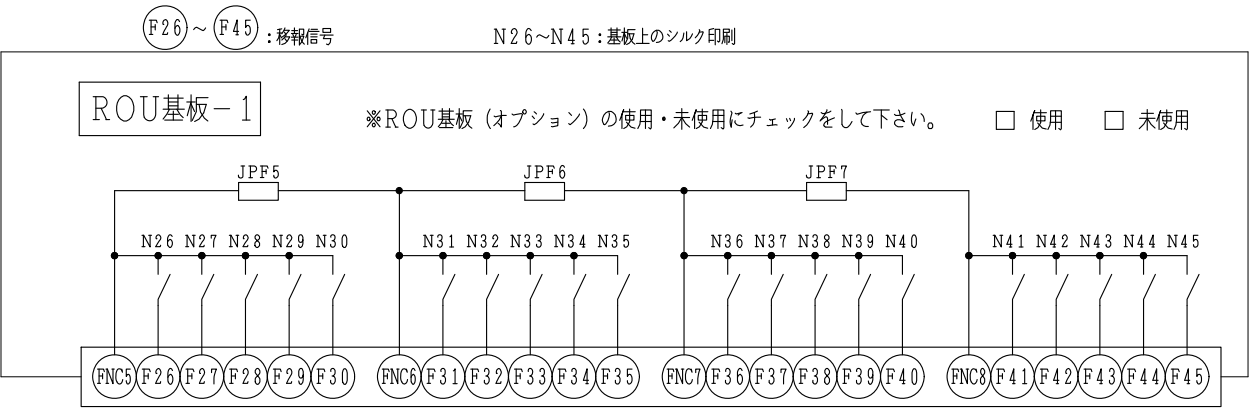 F26～F45：移報信号　N26～N45：基板上のシルク印刷
ROU基板－1
※ROU基板（オプション）の使用・未使用にチェックをして下さい。　□ 使用　□ 未使用
JPF5 JPF6 JPF7
N26 N27 N28 N29 N30 N31 N32 N33 N34 N35 N36 N37 N38 N39 N40 N41 N42 N43 N44 N45
FNC5 F26 F27 F28 F29 F30 FNC6 F31 F32 F33 F34 F35 FNC7 F36 F37 F38 F39 F40 FNC8 F41 F42 F43 F44 F45